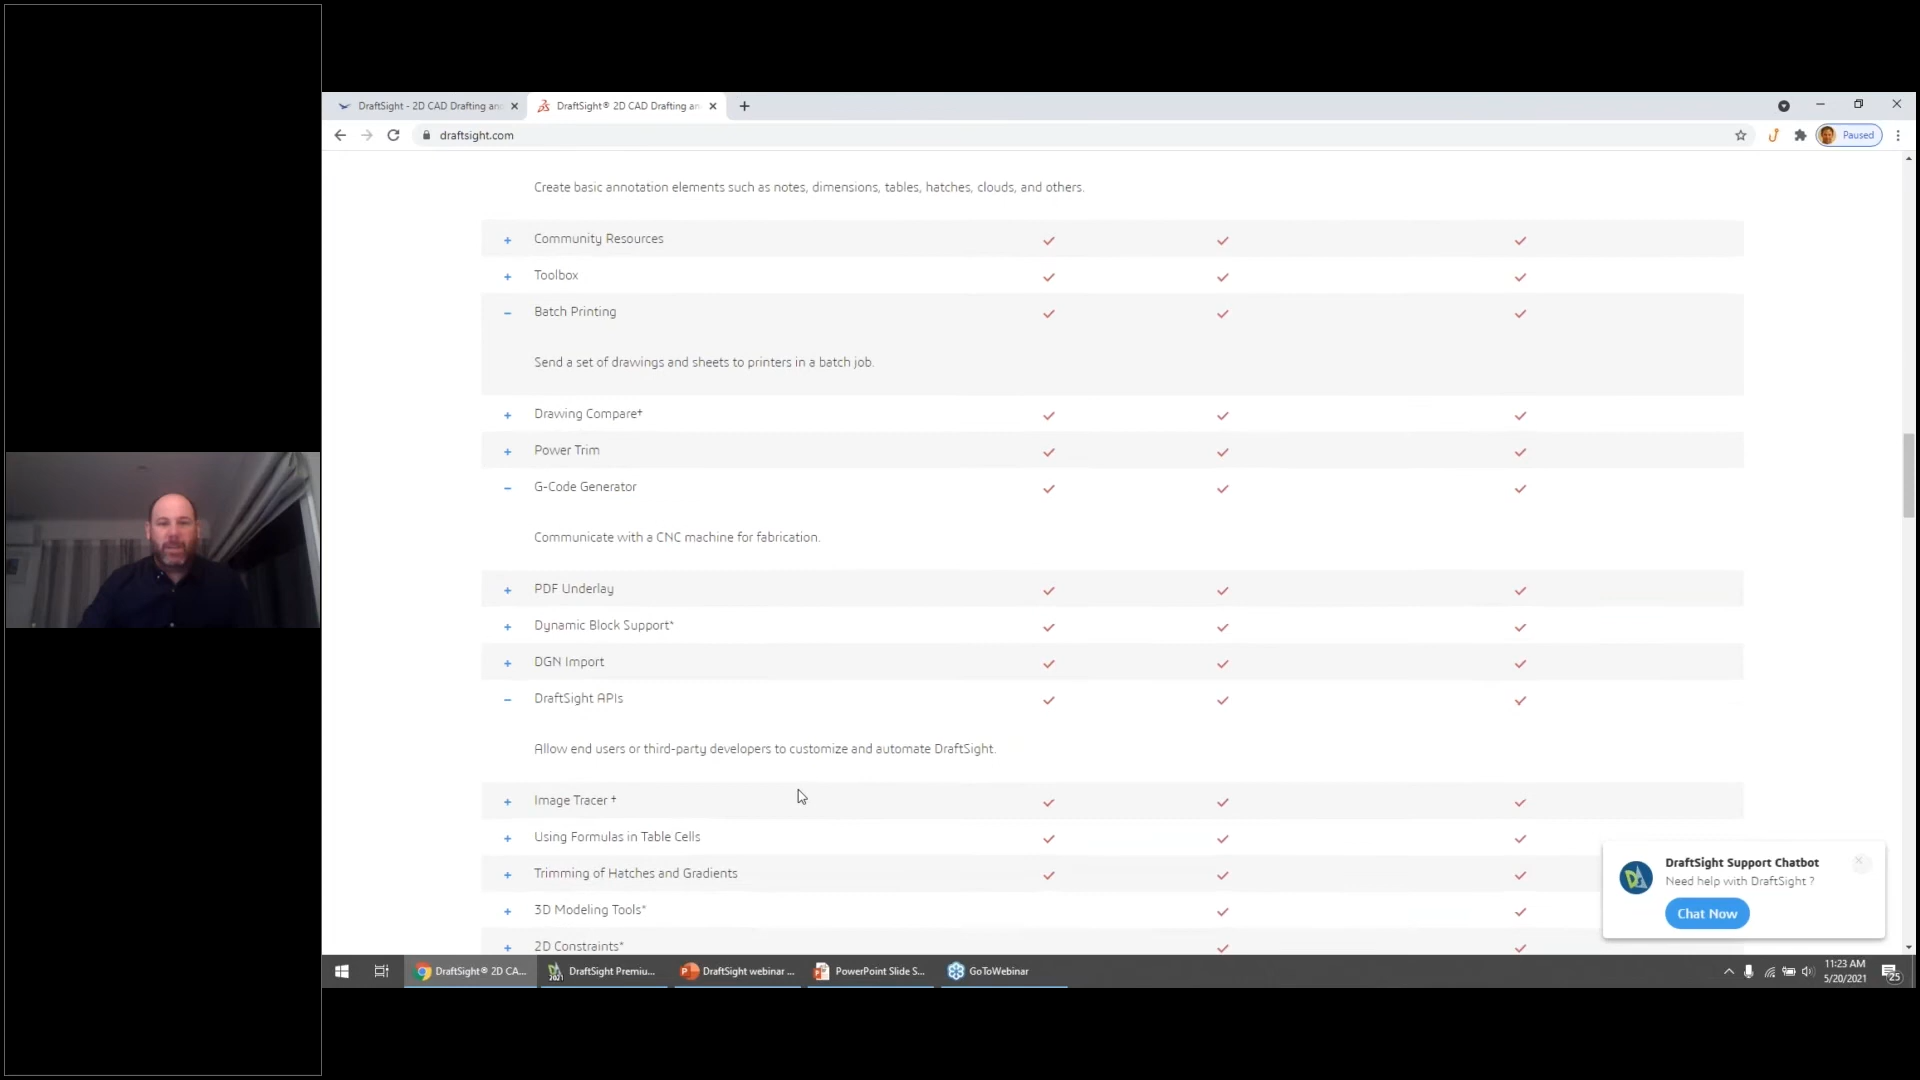 DraftSight - 2D CAD Drafting an
DraftSight® 2D CAD Drafting an
draftsight.com
Paused
Create basic annotation elements such as notes, dimensions, tables, hatches, clouds, and others.
Community Resources
Toolbox
Batch Printing
Send a set of drawings and sheets to printers in a batch job.
Drawing Compare†
Power Trim
G-Code Generator
Communicate with a CNC machine for fabrication.
PDF Underlay
Dynamic Block Support*
DGN Import
DraftSight APIs
Allow end users or third-party developers to customize and automate DraftSight.
Image Tracer †
Using Formulas in Table Cells
Trimming of Hatches and Gradients
3D Modeling Tools*
2D Constraints*
DraftSight Support Chatbot
Need help with DraftSight ?
Chat Now
DraftSight® 2D CA...
DraftSight Premiu...
DraftSight webinar ...
PowerPoint Slide S...
GoToWebinar
11:23 AM
5/20/2021
25